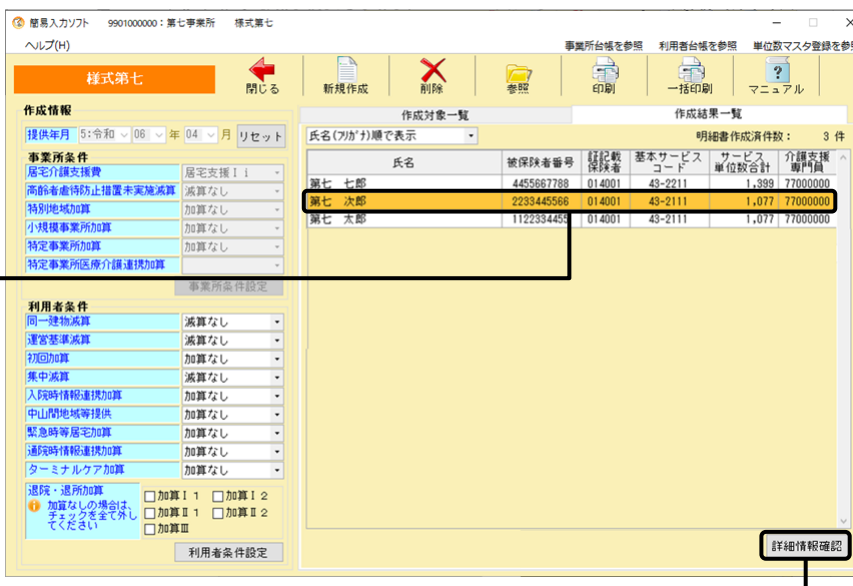 簡易入力ソフト 9901000000：第七事業所 様式第七
ヘルプ(H) 事業所台帳を参照 利用者台帳を参照 単位数マスタ登録を参
様式第七 閉じる 新規作成 削除 参照 印刷 一括印刷 マニュアル
作成情報
提供年月 5:令和 06 年 04 月 リセット
事業所条件
居宅介護支援費 居宅支援Ⅰｉ
高齢者虐待防止措置未実施減算 減算なし
特別地域加算 加算なし
小規模事業所加算 加算なし
特定事業所加算 加算なし
特定事業所医療介護連携加算
事業所条件設定
利用者条件
同一建物減算 減算なし
運営基準減算 減算なし
初回加算 加算なし
集中減算 減算なし
入院時情報連携加算 加算なし
中山間地域等提供 加算なし
緊急時等居宅加算 加算なし
通院時情報連携加算 加算なし
ターミナルケア加算 加算なし
退院・退所加算
加算なしの場合は、
チェックを全て外し
てください
加算Ⅰ１ 加算Ⅰ２
加算Ⅱ１ 加算Ⅱ２
加算Ⅲ
利用者条件設定
作成対象一覧 作成結果一覧
氏名(ﾌﾘｶﾞﾅ)順で表示 明細書作成済件数： 3 件
氏名 被保険者番号 証記載保険者 基本サービスコード サービス単位数合計 介護支援専門員
第七 七郎 4455667788 014001 43-2211 1,399 77000000
第七 次郎 2233445566 014001 43-2111 1,077 77000000
第七 太郎 1122334455 014001 43-2111 1,077 77000000
詳細情報確認